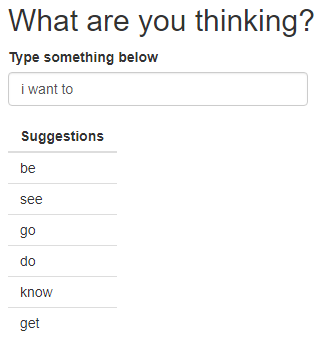 What are you thinking?
Type something below
i want to
Suggestions
be
see
go
do
know
get